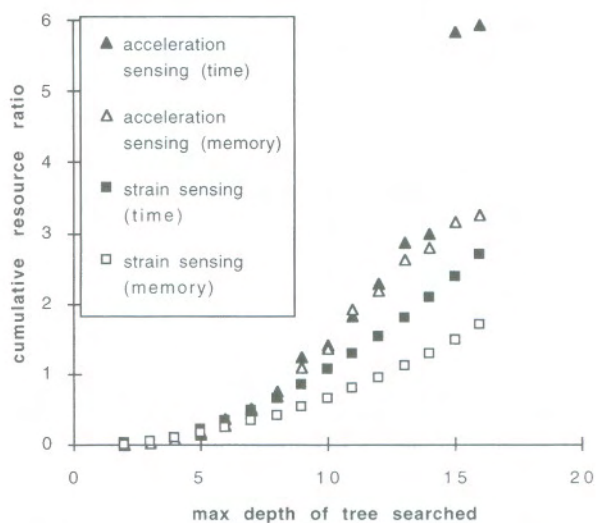 6
5
4
3
2
1
0
cumulative resource ratio
acceleration
sensing (time)
acceleration
sensing (memory)
strain sensing
(time)
strain sensing
(memory)
0 5 10 15 20
max depth of tree searched